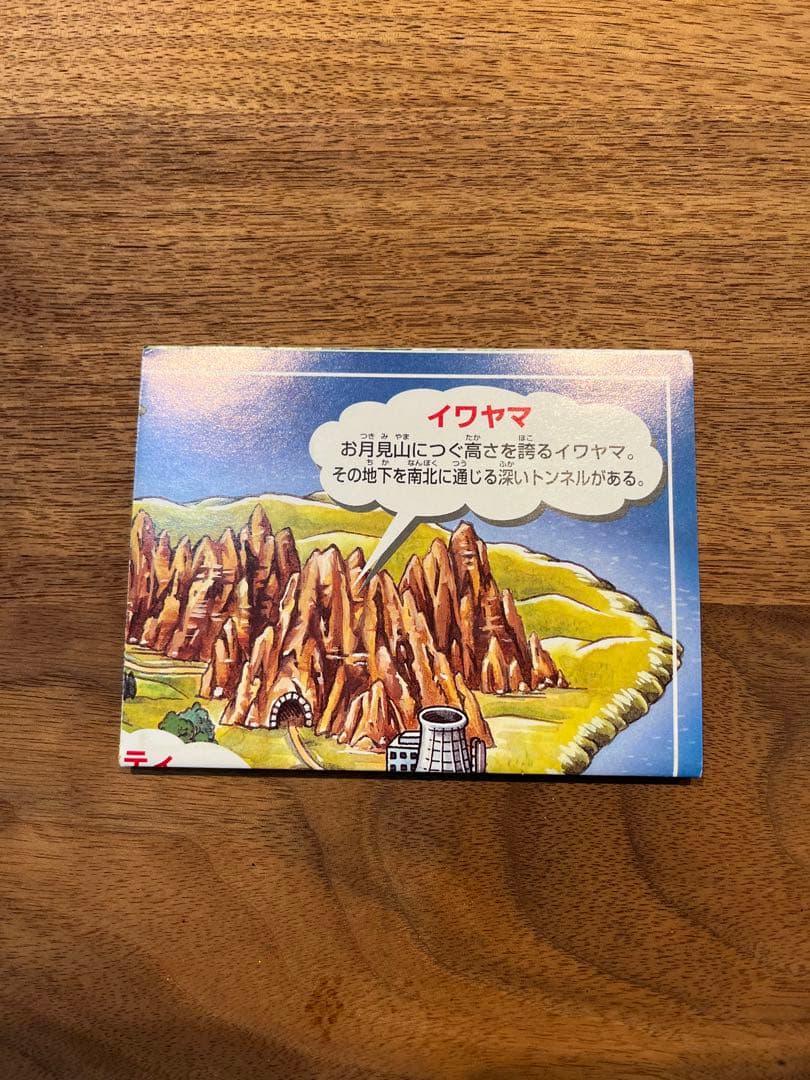 イワヤマ
お月見山につぐ高さを誇るイワヤマ。
その地下を南北に通じる深いトンネルがある。
ティ